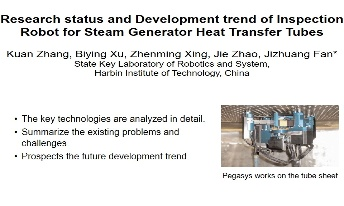 Research status and Development trend of Inspection
Robot for Steam Generator Heat Transfer Tubes
Kuan Zhang, Biying Xu, Zhenming Xing, Jie Zhao, Jizhuang Fan*
State Key Laboratory of Robotics and System,
Harbin Institute of Technology, China
• The key technologies are analyzed in detail.
• Summarize the existing problems and
challenges
• Prospects the future development trend
Pegasys works on the tube sheet